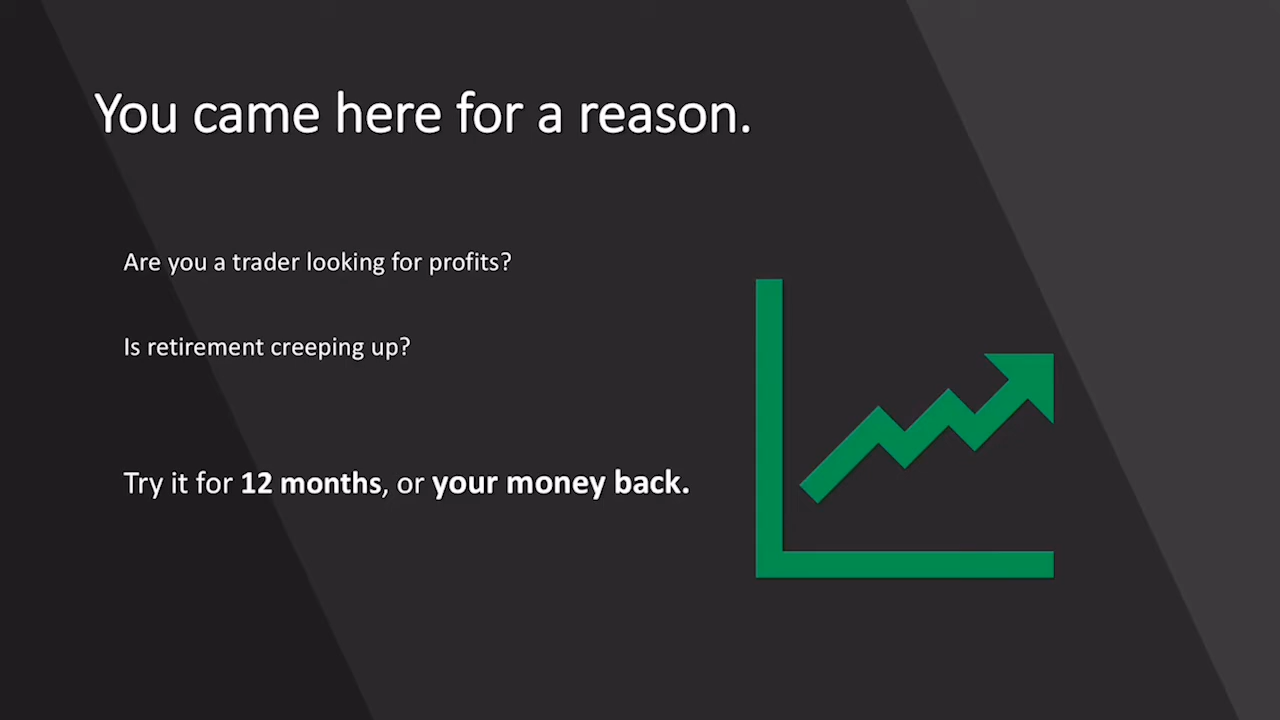 You came here for a reason.
Are you a trader looking for profits?
Is retirement creeping up?
Try it for 12 months, or your money back.